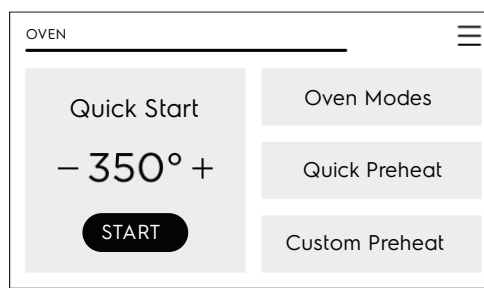 OVEN
Quick Start
− 350° +
START
Oven Modes
Quick Preheat
Custom Preheat